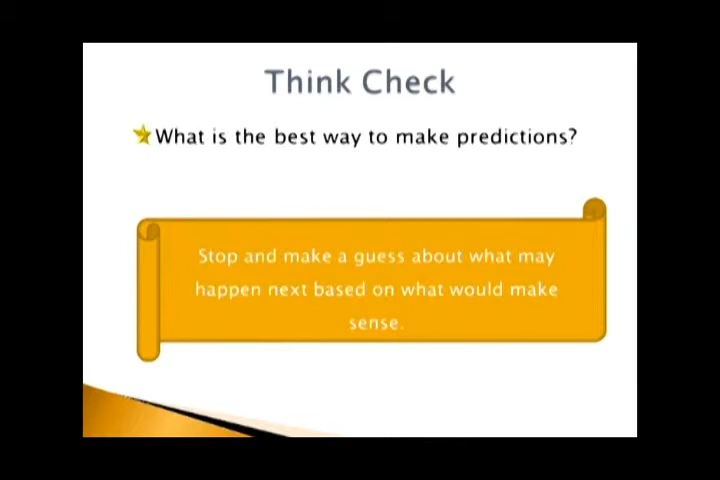 Think Check
What is the best way to make predictions?
Stop and make a guess about what may
happen next based on what would make
sense.